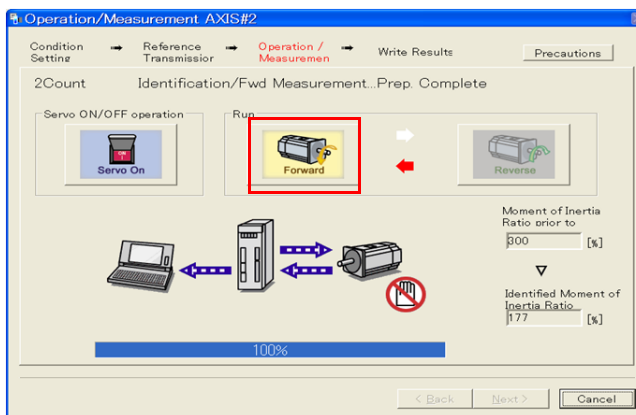 Operation/Measurement AXIS#2
Condition Setting
Reference Transmissior
Operation / Measuremen
Write Results
Precautions
2Count Identification/Fwd Measurement...Prep. Complete
Servo ON/OFF operation
Run
ON
Servo On
Forward
Reverse
Moment of Inertia
Ratio prior to
300 [%]
Identified Moment of
Inertia Ratio
177 [%]
100%
< Back
Next >
Cancel